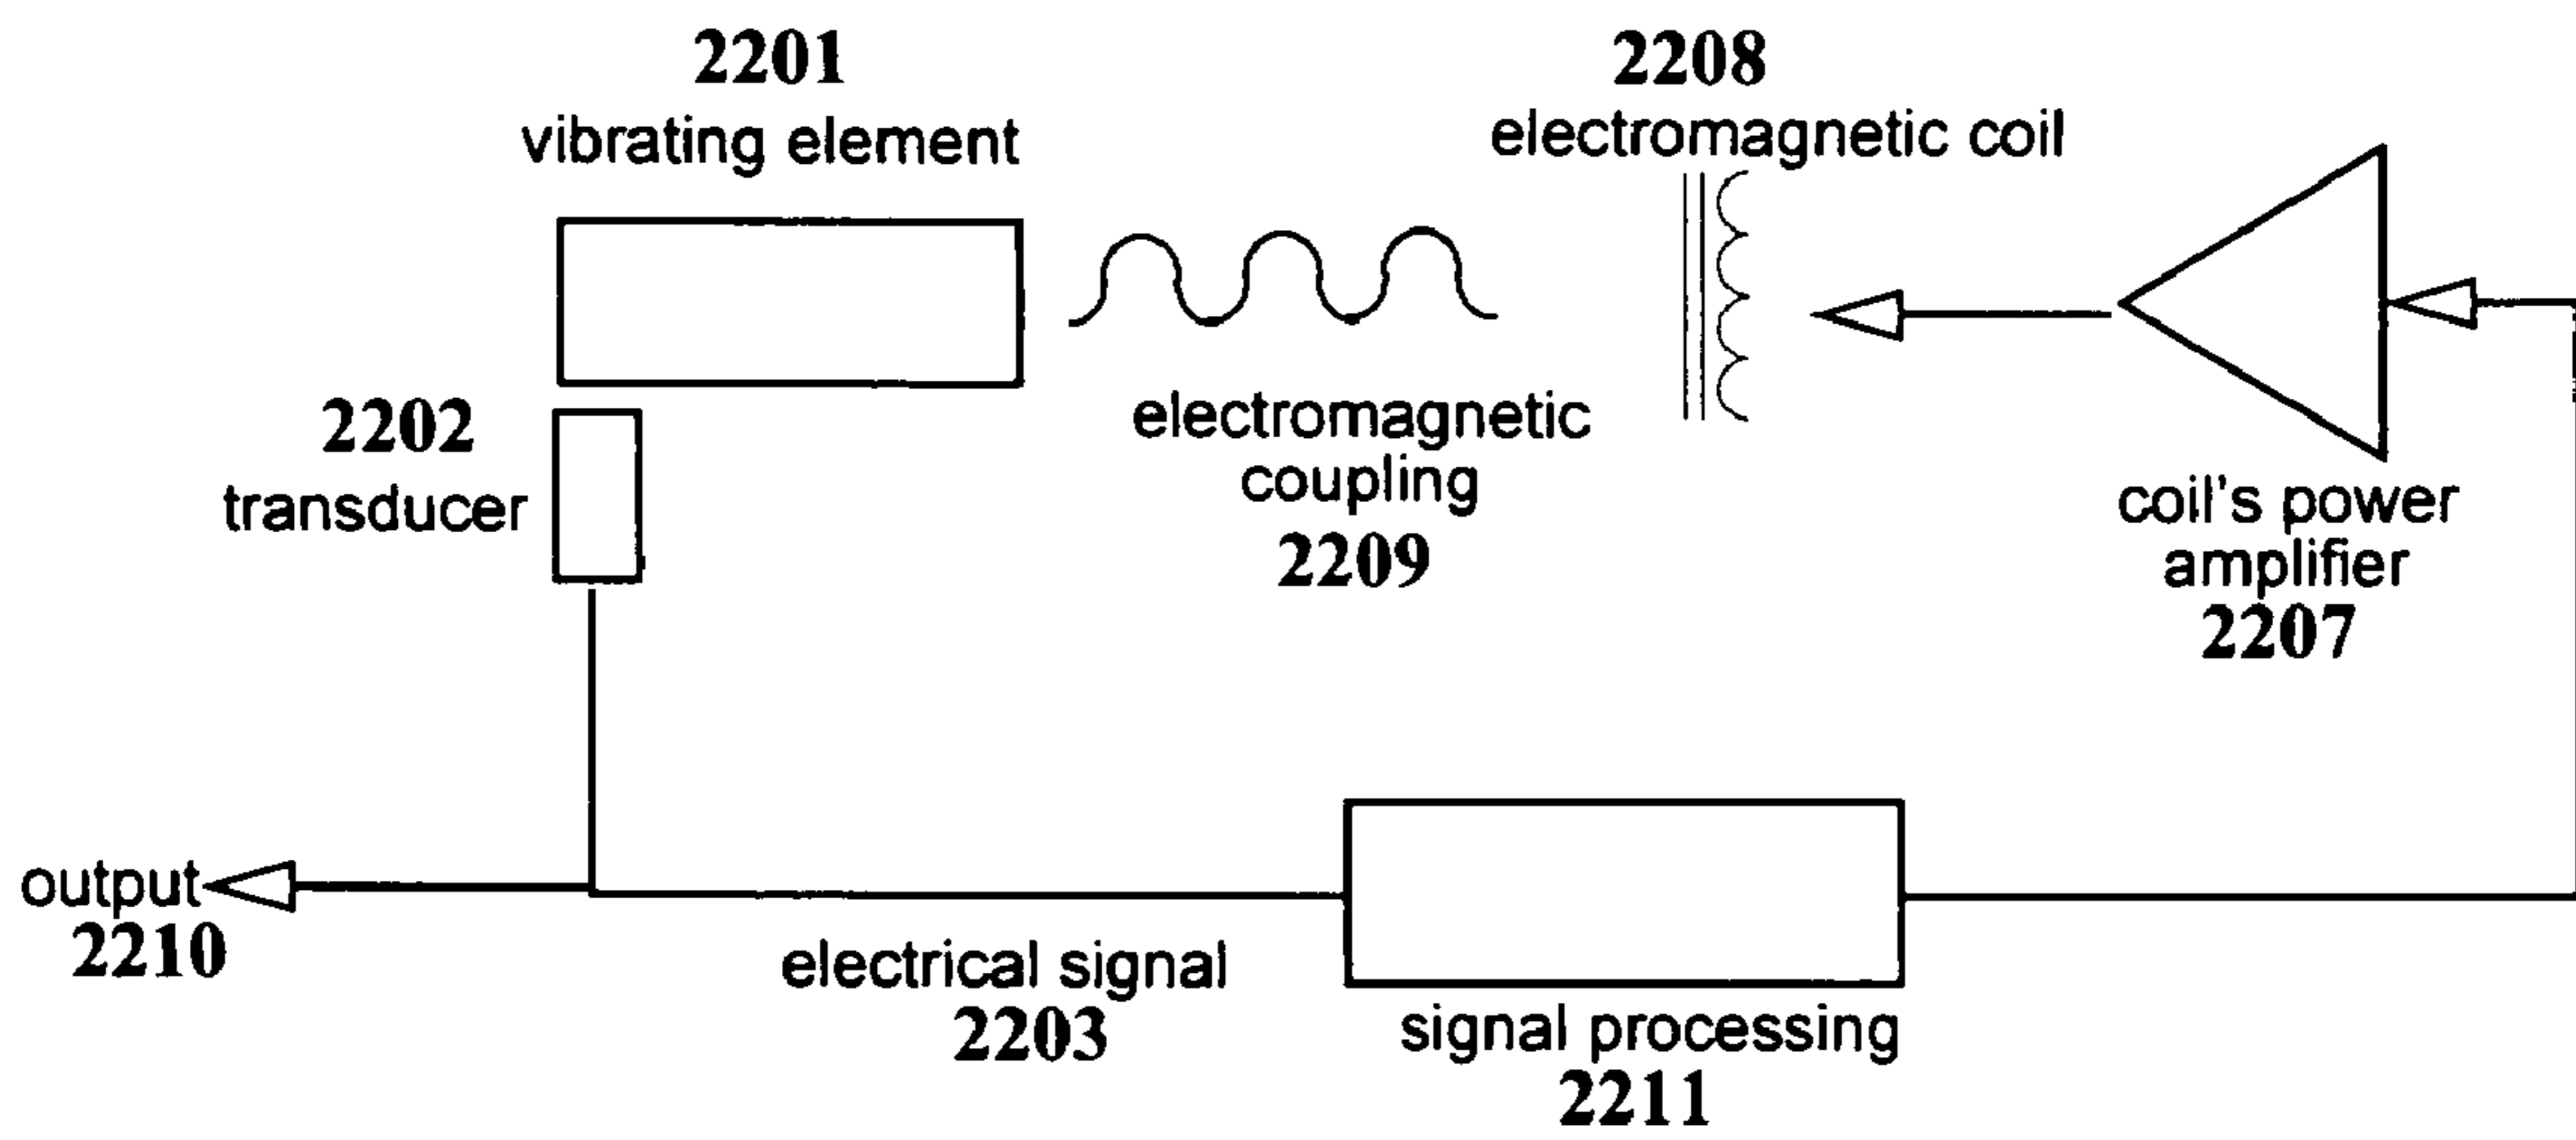 2201
vibrating element
2208
electromagnetic coil
2202
transducer
electromagnetic
coupling
2209
coil's power
amplifier
2207
output
2210
electrical signal
2203
signal processing
2211